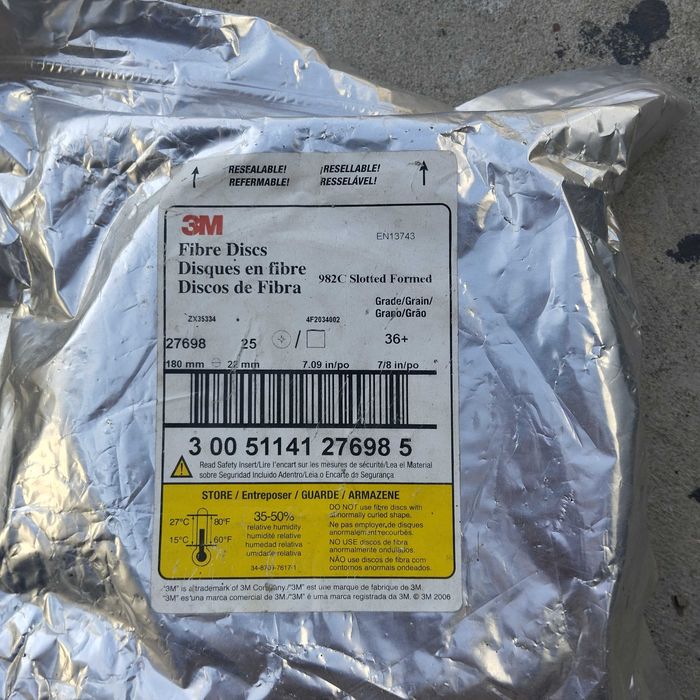 RESEALABLE! ¡RESELLABLE!
REFERMABLE! RESSELÁVEL!
3M
EN13743
Fibre Discs
Disques en fibre
Discos de Fibra
982C Slotted Formed
Grade/Grain/
Grano/Grão
ZX35334 4F2034002
27698 25 / 36+
180 mm 22 mm 7.09 in/po 7/8 in/po
3 00 51141 27698 5
Read Safety Insert/Lire l'encart sur les mesures de sécurité/Lea el Material
sobre Seguridad Incluido Adentro/Leia o Encarte de Segurança
STORE / Entreposer / GUARDE / ARMAZENE
27°C 80°F
15°C 60°F
35-50%
relative humidity
humidité relative
humedad relativa
umidade relativa
34-8709-7617-1
DO NOT use fibre discs with
abnormally curled shape.
Ne pas employer de disques
anormalement recourbés.
NO USE discos de fibra
anormalmente ondulados.
NÃO use discos de fibra com
contornos anormais ondeados.
"3M" is a trademark of 3M Company./"3M" est une marque de fabrique de 3M.
"3M" es una marca comercial de 3M./"3M" é uma marca registrada da 3M. © 3M 2006